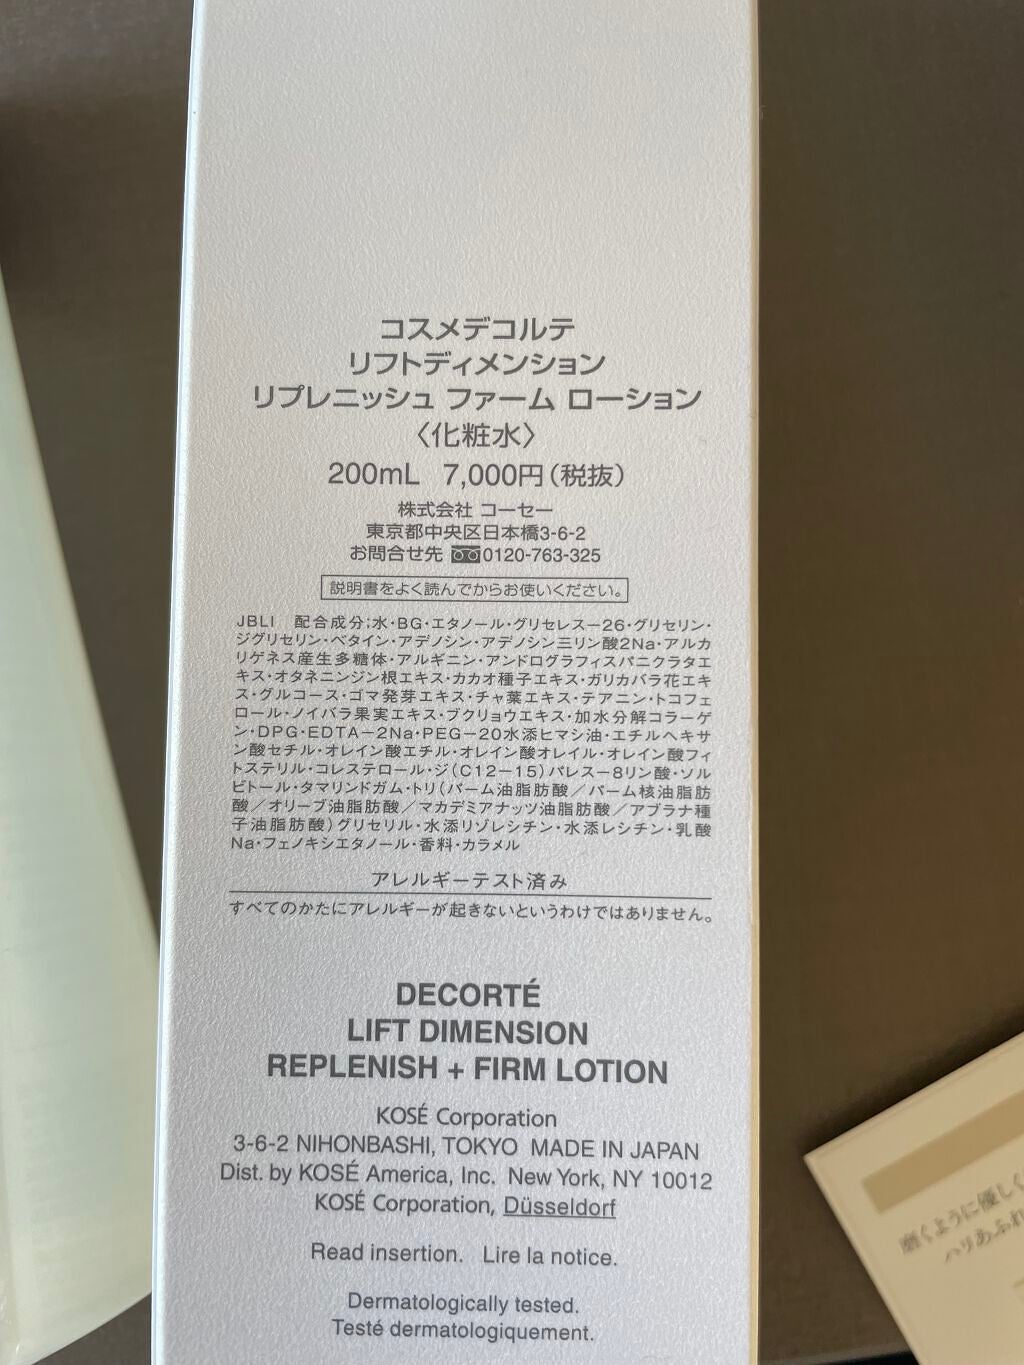 コスメデコルテ
リフトディメンション
リプレニッシュ ファーム ローション
〈化粧水〉
200mL 7,000円(税抜)
株式会社 コーセー
東京都中央区日本橋3-6-2
お問合せ先 0120-763-325
説明書をよく読んでからお使いください。
JBLI 配合成分:水・BG・エタノール・グリセレス－26・グリセリン・
ジグリセリン・ベタイン・アデノシン・アデノシン三リン酸2Na・アルカ
リゲネス産生多糖体・アルギニン・アンドログラフィスパニクラタエ
キス・オタネニンジン根エキス・カカオ種子エキス・ガリカバラ花エキ
ス・グルコース・ゴマ発芽エキス・チャ葉エキス・テアニン・トコフェ
ロール・ノイバラ果実エキス・ブクリョウエキス・加水分解コラーゲ
ン・DPG・EDTA－2Na・PEG－20水添ヒマシ油・エチルヘキサ
ン酸セチル・オレイン酸エチル・オレイン酸オレイル・オレイン酸フィ
トステリル・コレステロール・ジ(C12－15)パレス－8リン酸・ソル
ビトール・タマリンドガム・トリ(パーム油脂肪酸／パーム核油脂肪
酸／オリーブ油脂肪酸／マカデミアナッツ油脂肪酸／アブラナ種
子油脂肪酸)グリセリル・水添リゾレシチン・水添レシチン・乳酸
Na・フェノキシエタノール・香料・カラメル
アレルギーテスト済み
すべてのかたにアレルギーが起きないというわけではありません。
DECORTÉ
LIFT DIMENSION
REPLENISH + FIRM LOTION
KOSÉ Corporation
3-6-2 NIHONBASHI, TOKYO MADE IN JAPAN
Dist. by KOSÉ America, Inc. New York, NY 10012
KOSÉ Corporation, Düsseldorf
Read insertion. Lire la notice.
Dermatologically tested.
Testé dermatologiquement.
磨くように優しく
ハリあふれ